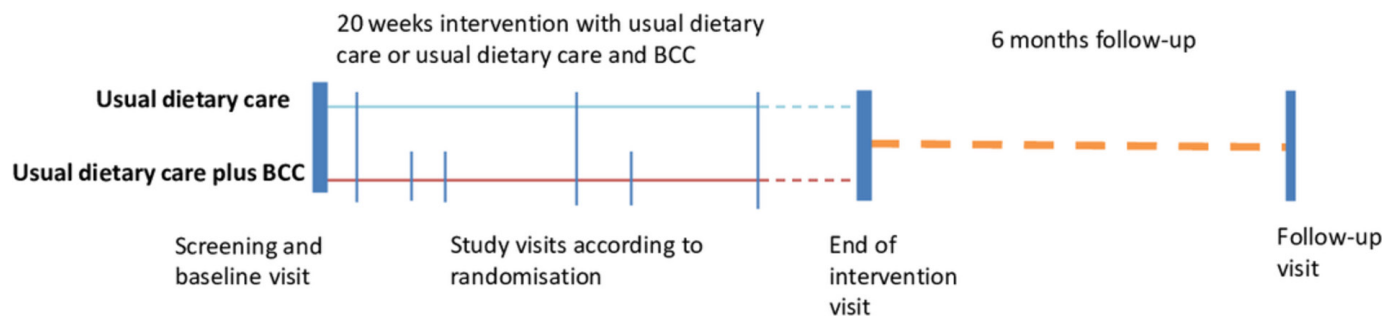 20 weeks intervention with usual dietary
care or usual dietary care and BCC
6 months follow-up
Usual dietary care
Usual dietary care plus BCC
Screening and
baseline visit
Study visits according to
randomisation
End of
intervention
visit
Follow-up
visit